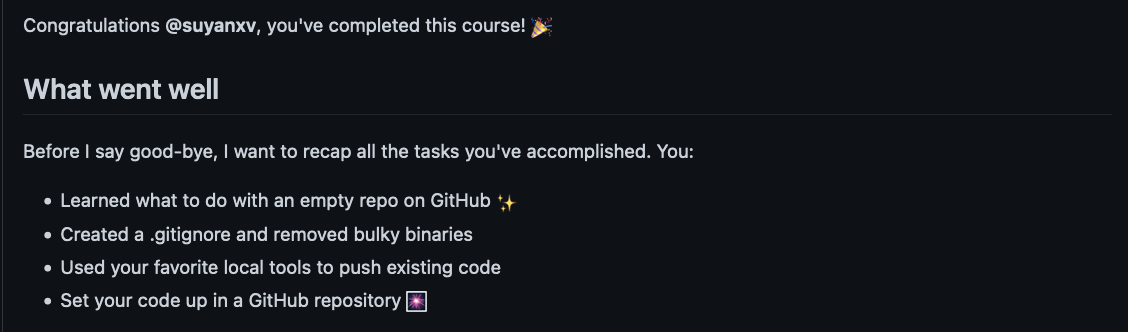 Congratulations @suyanxv, you've completed this course! 🎉
What went well
Before I say good-bye, I want to recap all the tasks you've accomplished. You:
• Learned what to do with an empty repo on GitHub ✨
• Created a .gitignore and removed bulky binaries
• Used your favorite local tools to push existing code
• Set your code up in a GitHub repository 🎆